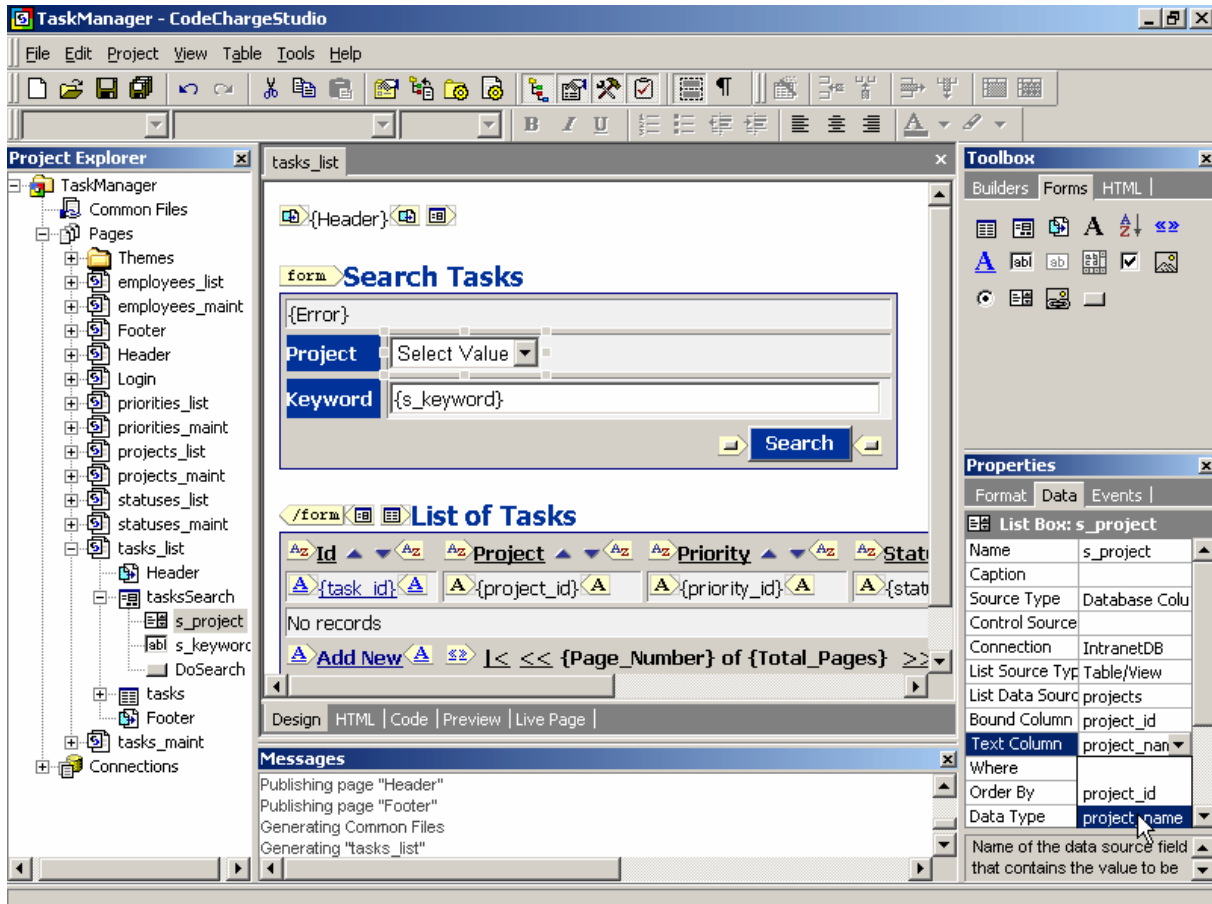 TaskManager - CodeChargeStudio
File Edit Project View Table Tools Help
B I U A
Project Explorer
TaskManager
Common Files
Pages
Themes
employees_list
employees_maint
Footer
Header
Login
priorities_list
priorities_maint
projects_list
projects_maint
statuses_list
statuses_maint
tasks_list
Header
tasksSearch
s_project
s_keyword
DoSearch
tasks
Footer
tasks_maint
Connections
tasks_list
{Header}
form Search Tasks
{Error}
Project Select Value
Keyword {s_keyword}
Search
/form List of Tasks
Id Project Priority Stat
{task_id} {project_id} {priority_id} {stat
No records
Add New |< << {Page_Number} of {Total_Pages} >>
Design HTML Code Preview Live Page
Messages
Publishing page "Header"
Publishing page "Footer"
Generating Common Files
Generating "tasks_list"
Toolbox
Builders Forms HTML
Properties
Format Data Events
List Box: s_project
Name s_project
Caption
Source Type Database Colu
Control Source
Connection IntranetDB
List Source Typ Table/View
List Data Sourc projects
Bound Column project_id
Text Column project_nam
Where
Order By project_id
Data Type project_name
Name of the data source field
that contains the value to be